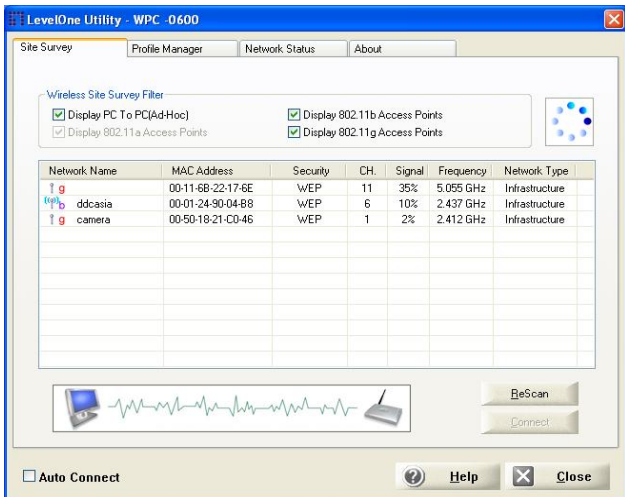 LevelOne Utility - WPC -0600
Site Survey Profile Manager Network Status About
Wireless Site Survey Filter
Display PC To PC(Ad-Hoc) Display 802.11b Access Points
Display 802.11a Access Points Display 802.11g Access Points
Network Name MAC Address Security CH. Signal Frequency Network Type
g 00-11-6B-22-17-6E WEP 11 35% 5.055 GHz Infrastructure
b ddcasia 00-01-24-90-04-B8 WEP 6 10% 2.437 GHz Infrastructure
g camera 00-50-18-21-C0-46 WEP 1 2% 2.412 GHz Infrastructure
ReScan
Connect
Auto Connect Help Close